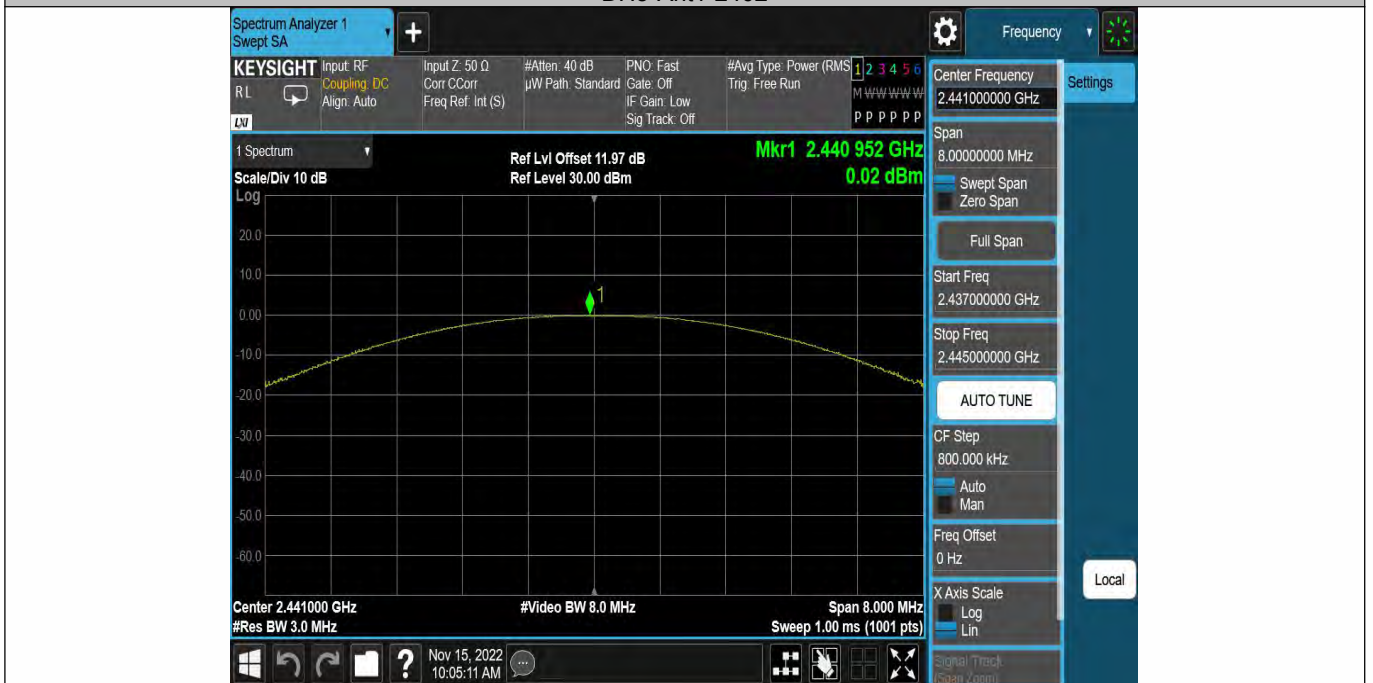 Spectrum Analyzer 1
Swept SA
+
Frequency
KEYSIGHT
RL
LXI
Input: RF
Coupling: DC
Align: Auto
Input Z: 50 Ω
Corr CCorr
Freq Ref: Int (S)
#Atten: 40 dB
µW Path: Standard
PNO: Fast
Gate: Off
IF Gain: Low
Sig Track: Off
#Avg Type: Power (RMS
Trig: Free Run
1 2 3 4 5 6
M W W W W W
P P P P P P
1 Spectrum
Scale/Div 10 dB
Ref Lvl Offset 11.97 dB
Ref Level 30.00 dBm
Mkr1 2.440 952 GHz
0.02 dBm
Log
20.0
10.0
0.00
-10.0
-20.0
-30.0
-40.0
-50.0
-60.0
1
Center 2.441000 GHz
#Res BW 3.0 MHz
#Video BW 8.0 MHz
Span 8.000 MHz
Sweep 1.00 ms (1001 pts)
Center Frequency
2.441000000 GHz
Settings
Span
8.00000000 MHz
Swept Span
Zero Span
Full Span
Start Freq
2.437000000 GHz
Stop Freq
2.445000000 GHz
AUTO TUNE
CF Step
800.000 kHz
Auto
Man
Freq Offset
0 Hz
X Axis Scale
Log
Lin
Signal Track
(Span Zoom)
Local
?
Nov 15, 2022
10:05:11 AM